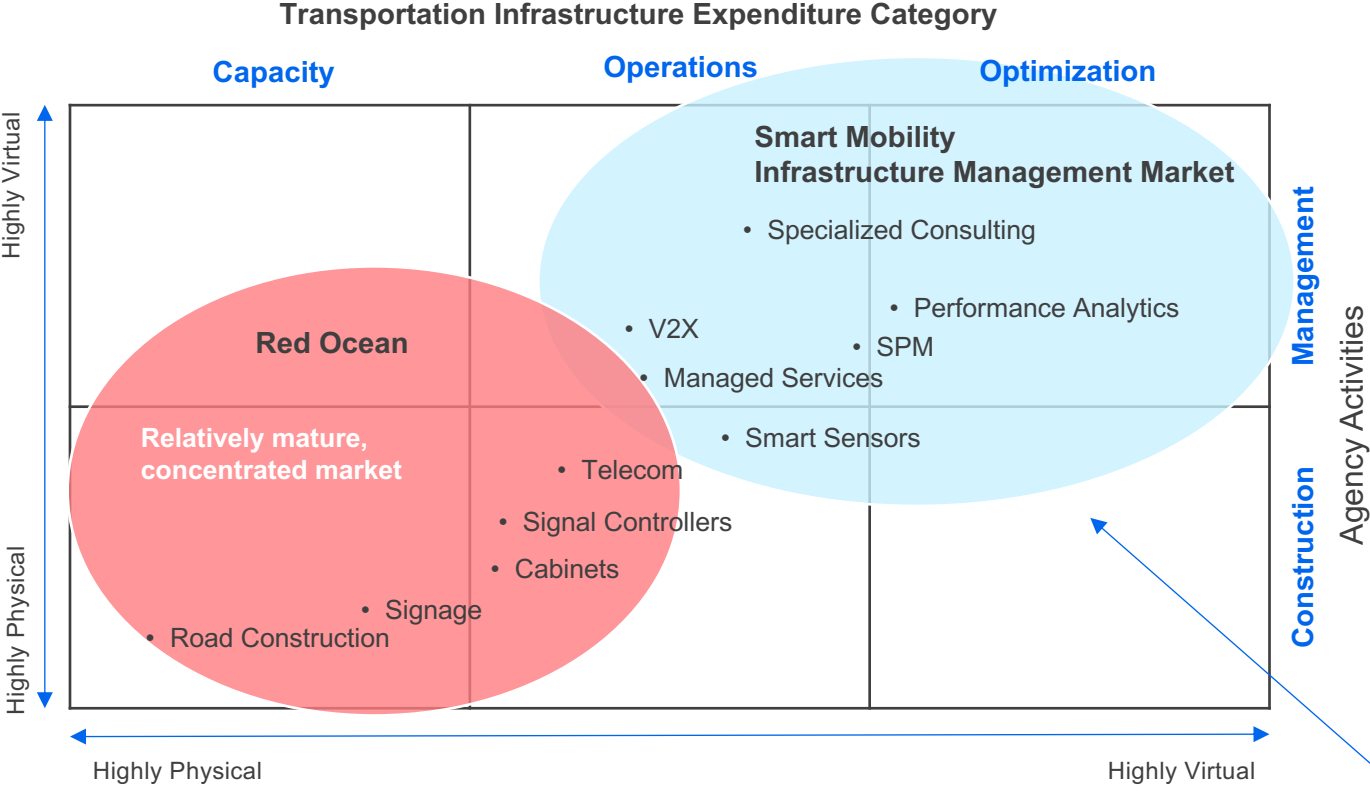 Transportation Infrastructure Expenditure Category
Capacity
Operations
Optimization
Highly Virtual
Smart Mobility
Infrastructure Management Market
• Specialized Consulting
Management
• Performance Analytics
• V2X
Red Ocean
• SPM
• Managed Services
Agency Activities
Relatively mature,
concentrated market
• Smart Sensors
• Telecom
Construction
• Signal Controllers
• Cabinets
• Signage
• Road Construction
Highly Physical
Highly Physical
Highly Virtual